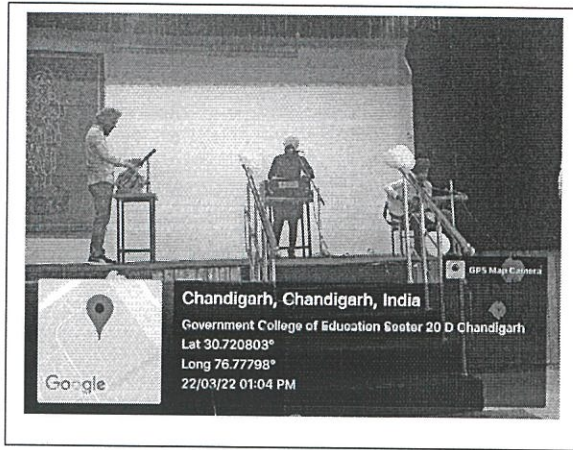 GPS Map Camera
Chandigarh, Chandigarh, India
Government College of Education Sector 20 D Chandigarh
Lat 30.720803°
Long 76.77798°
22/03/22 01:04 PM
Google